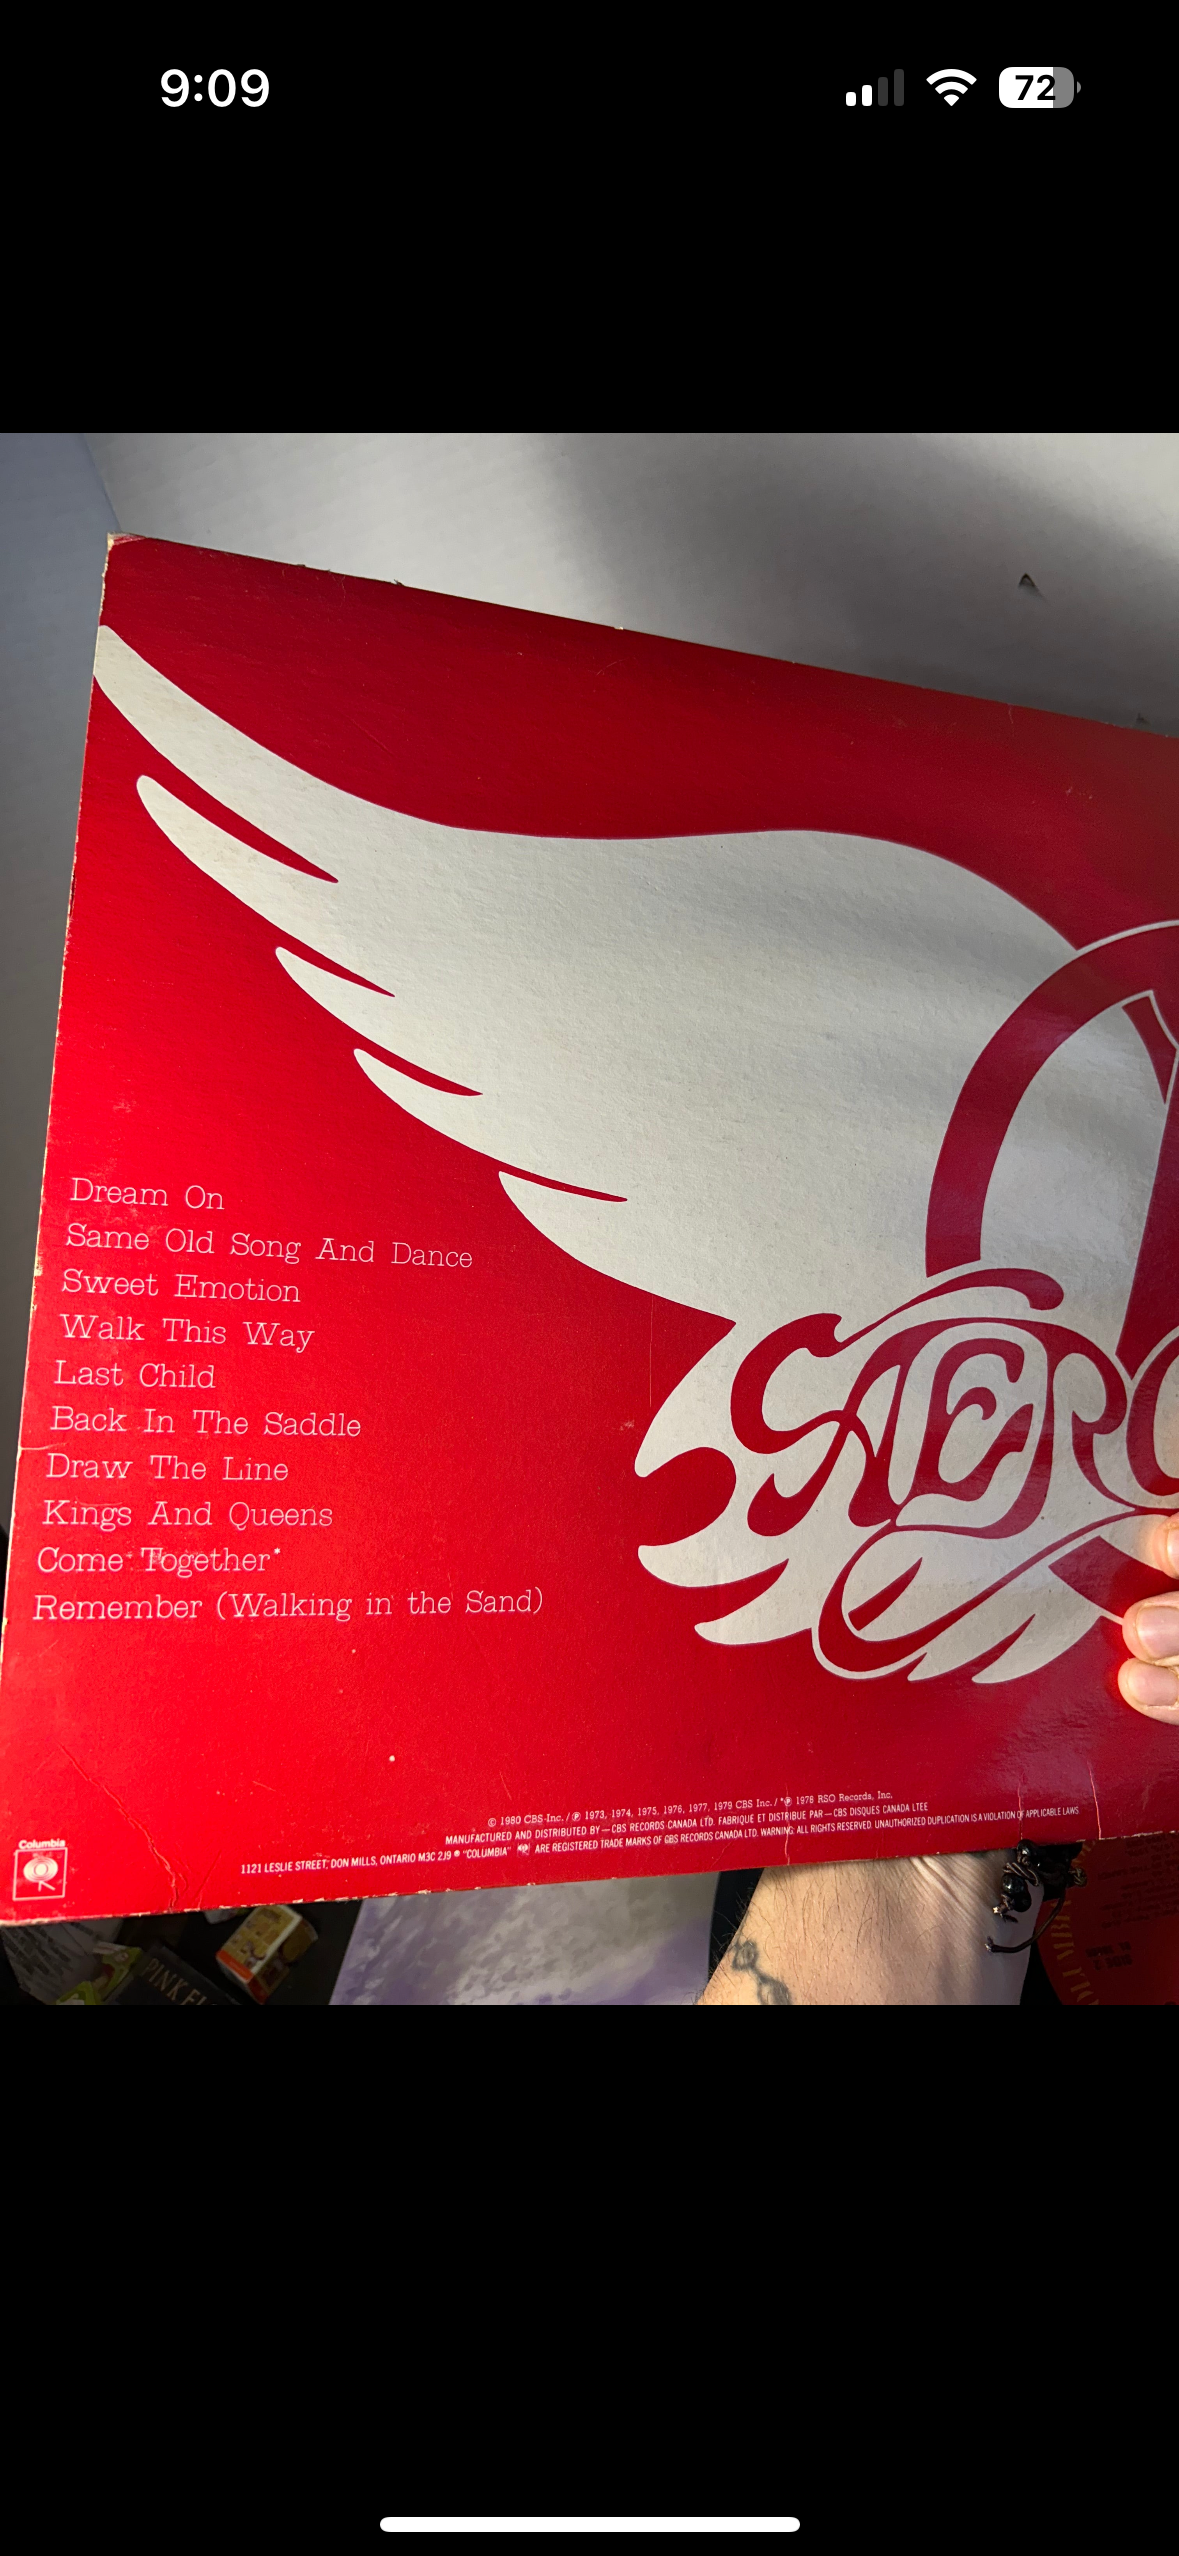 9:09
72
Dream On
Same Old Song And Dance
Sweet Emotion
Walk This Way
Last Child
Back In The Saddle
Draw The Line
Kings And Queens
Come Together*
Remember (Walking in the Sand)
AERO
© 1980 CBS Inc. / ℗ 1973, 1974, 1975, 1976, 1977, 1979 CBS Inc. / *℗ 1978 RSO Records, Inc.
MANUFACTURED AND DISTRIBUTED BY — CBS RECORDS CANADA LTD. FABRIQUE ET DISTRIBUE PAR — CBS DISQUES CANADA LTEE
1121 LESLIE STREET, DON MILLS, ONTARIO M3C 2J9 ® "COLUMBIA" ARE REGISTERED TRADE MARKS OF CBS RECORDS CANADA LTD. WARNING: ALL RIGHTS RESERVED. UNAUTHORIZED DUPLICATION IS A VIOLATION OF APPLICABLE LAWS
Columbia
PINK FL